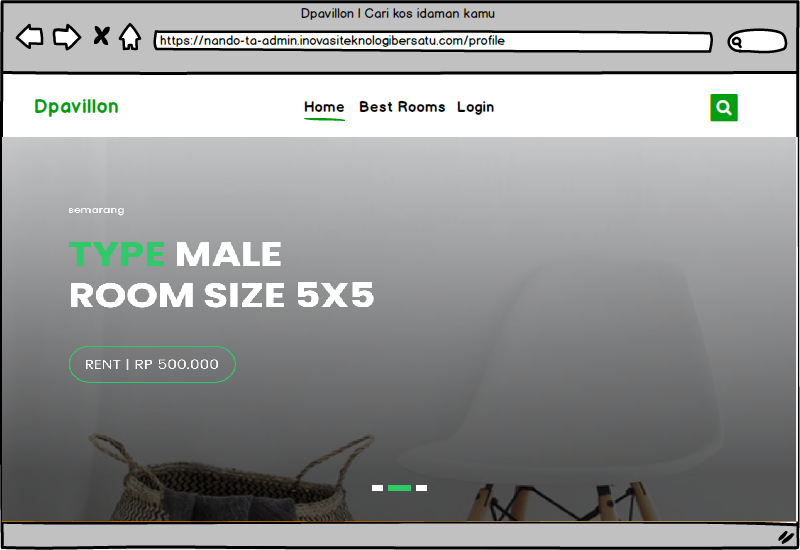 Dpavillon | Cari kos idaman kamu
https://nando-ta-admin.inovasiteknologibersatu.com/profile
Dpavillon
Home Best Rooms Login
semarang
TYPE MALE
ROOM SIZE 5X5
RENT | RP 500.000